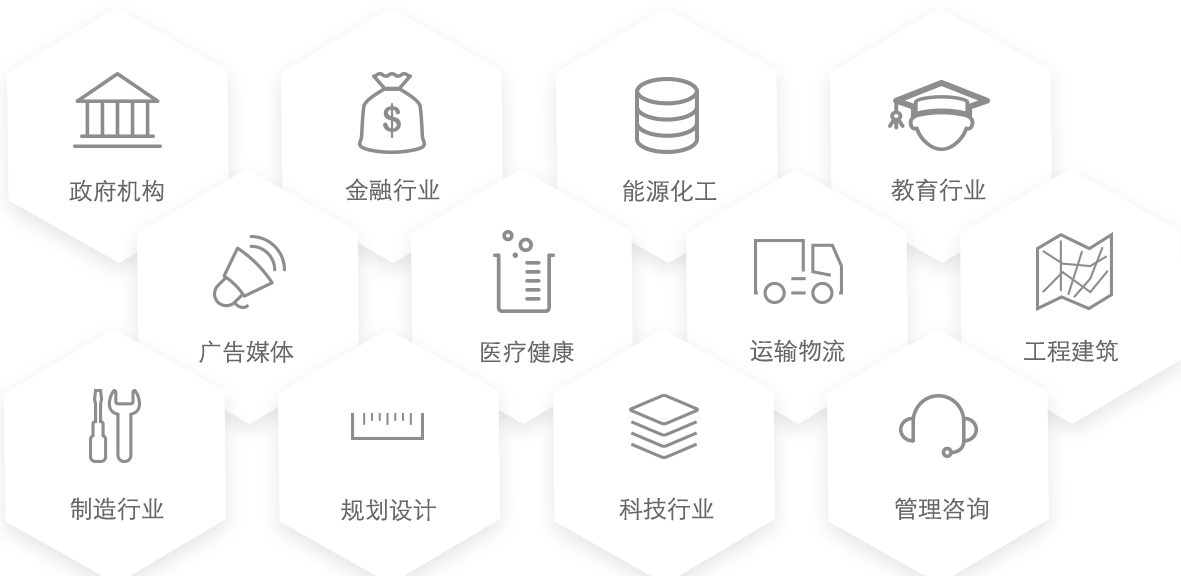 政府机构
金融行业
能源化工
教育行业
广告媒体
医疗健康
运输物流
工程建筑
制造行业
规划设计
科技行业
管理咨询